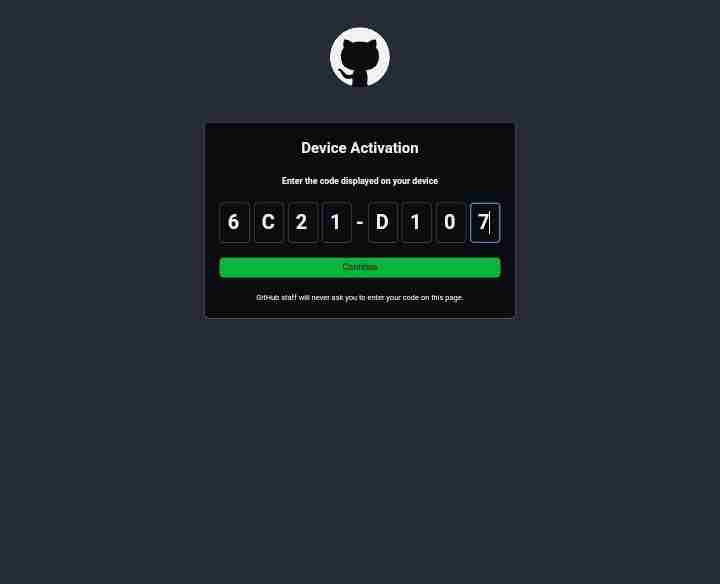 Device Activation
Enter the code displayed on your device
6 C 2 1 - D 1 0 7
Continue
GitHub staff will never ask you to enter your code on this page.